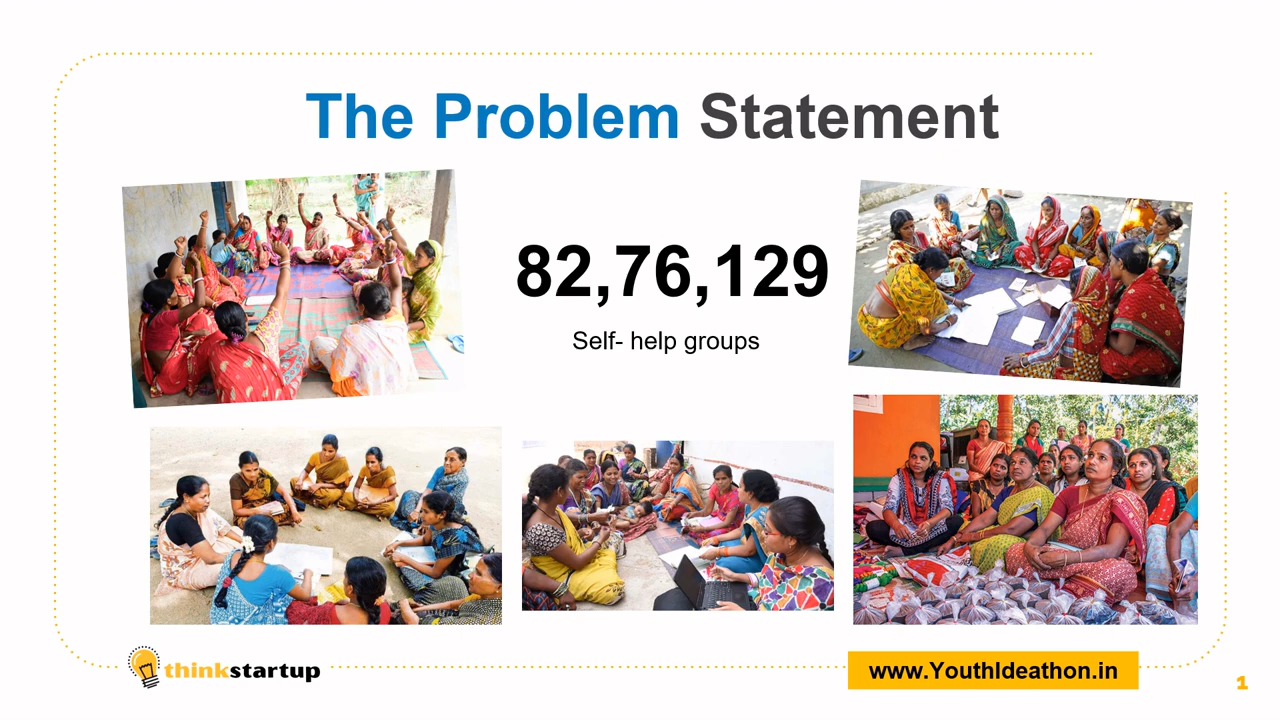 The Problem Statement
82,76,129
Self- help groups
thinkstartup
www.YouthIdeathon.in
1